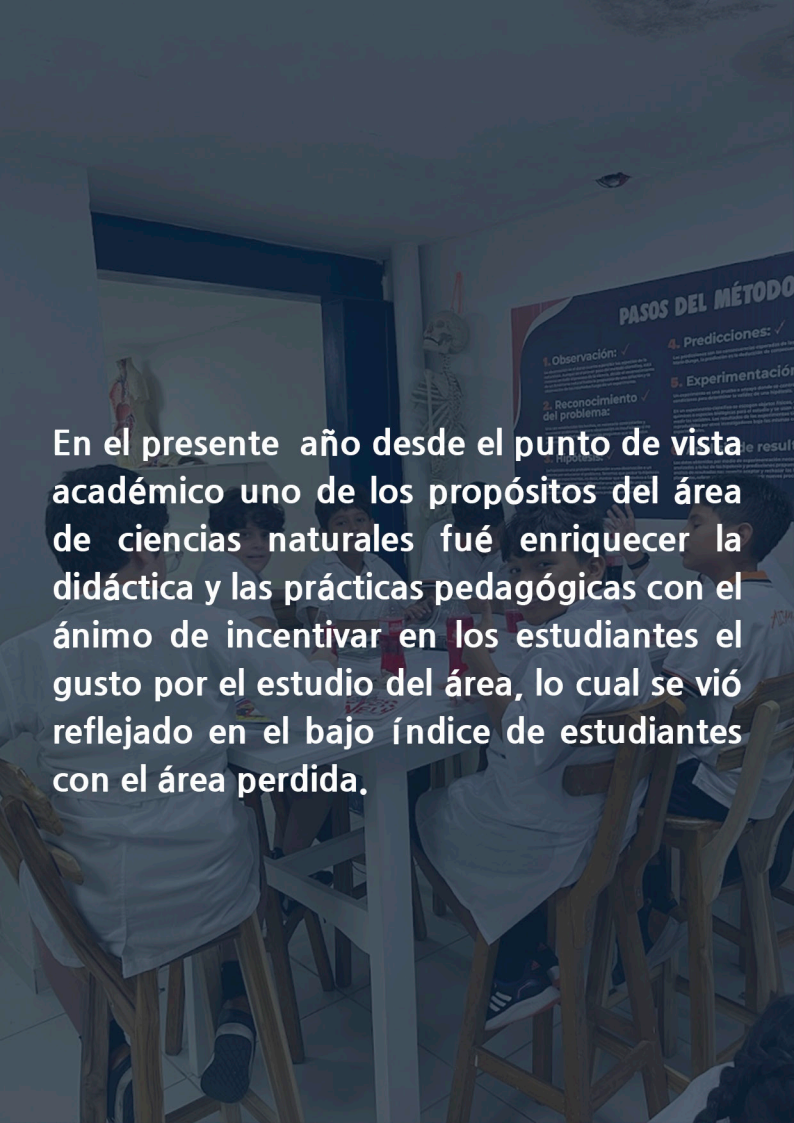 PASOS DEL MÉTODO
1. Observación: ✓
2. Reconocimiento
del problema: ✓
3. Hipótesis:
4. Predicciones: ✓
5. Experimentación
En el presente  año desde el punto de vista
académico uno de los propósitos del área
de ciencias naturales fué enriquecer la
didáctica y las prácticas pedagógicas con el
ánimo de incentivar en los estudiantes el
gusto por el estudio del área, lo cual se vió
reflejado en el bajo índice de estudiantes
con el área perdida.